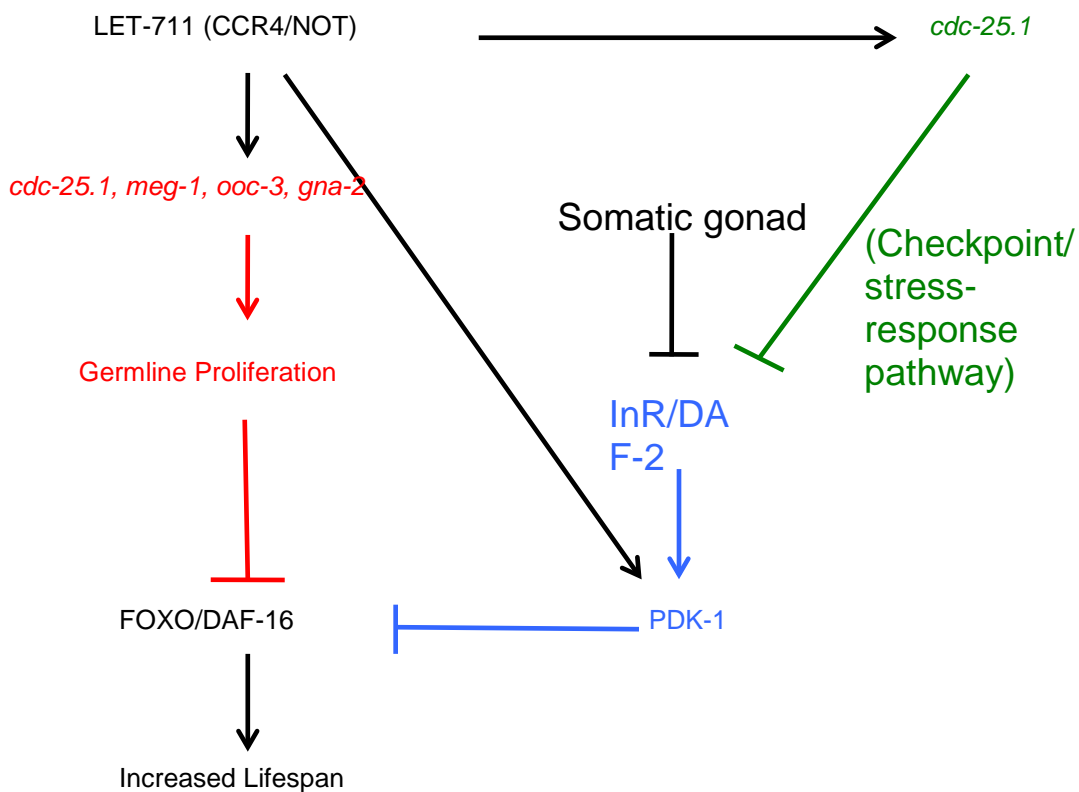 LET-711 (CCR4/NOT)
cdc-25.1
cdc-25.1, meg-1, ooc-3, gna-2
Somatic gonad
(Checkpoint/
stress-
response
pathway)
Germline Proliferation
InR/DA
F-2
FOXO/DAF-16
PDK-1
Increased Lifespan